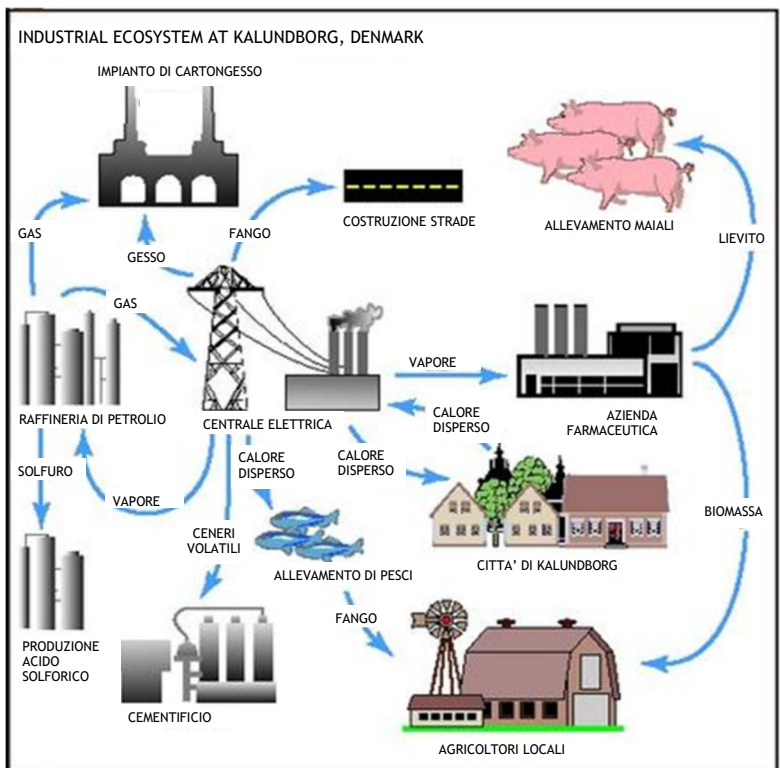 INDUSTRIAL ECOSYSTEM AT KALUNDBORG, DENMARK
IMPIANTO DI CARTONGESSO
COSTRUZIONE STRADE
ALLEVAMENTO MAIALI
GAS
FANGO
LIEVITO
GESSO
GAS
VAPORE
RAFFINERIA DI PETROLIO
CENTRALE ELETTRICA
CALORE
DISPERSO
AZIENDA
FARMACEUTICA
SOLFURO
CALORE
DISPERSO
CALORE
DISPERSO
VAPORE
BIOMASSA
CENERI
VOLATILI
CITTA' DI KALUNDBORG
ALLEVAMENTO DI PESCI
FANGO
PRODUZIONE
ACIDO
SOLFORICO
CEMENTIFICIO
AGRICOLTORI LOCALI